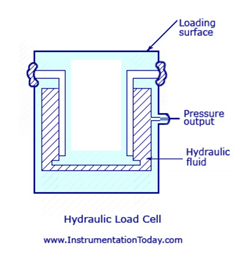 Loading
surface
Pressure
output
Hydraulic
fluid
Hydraulic Load Cell
www.InstrumentationToday.com